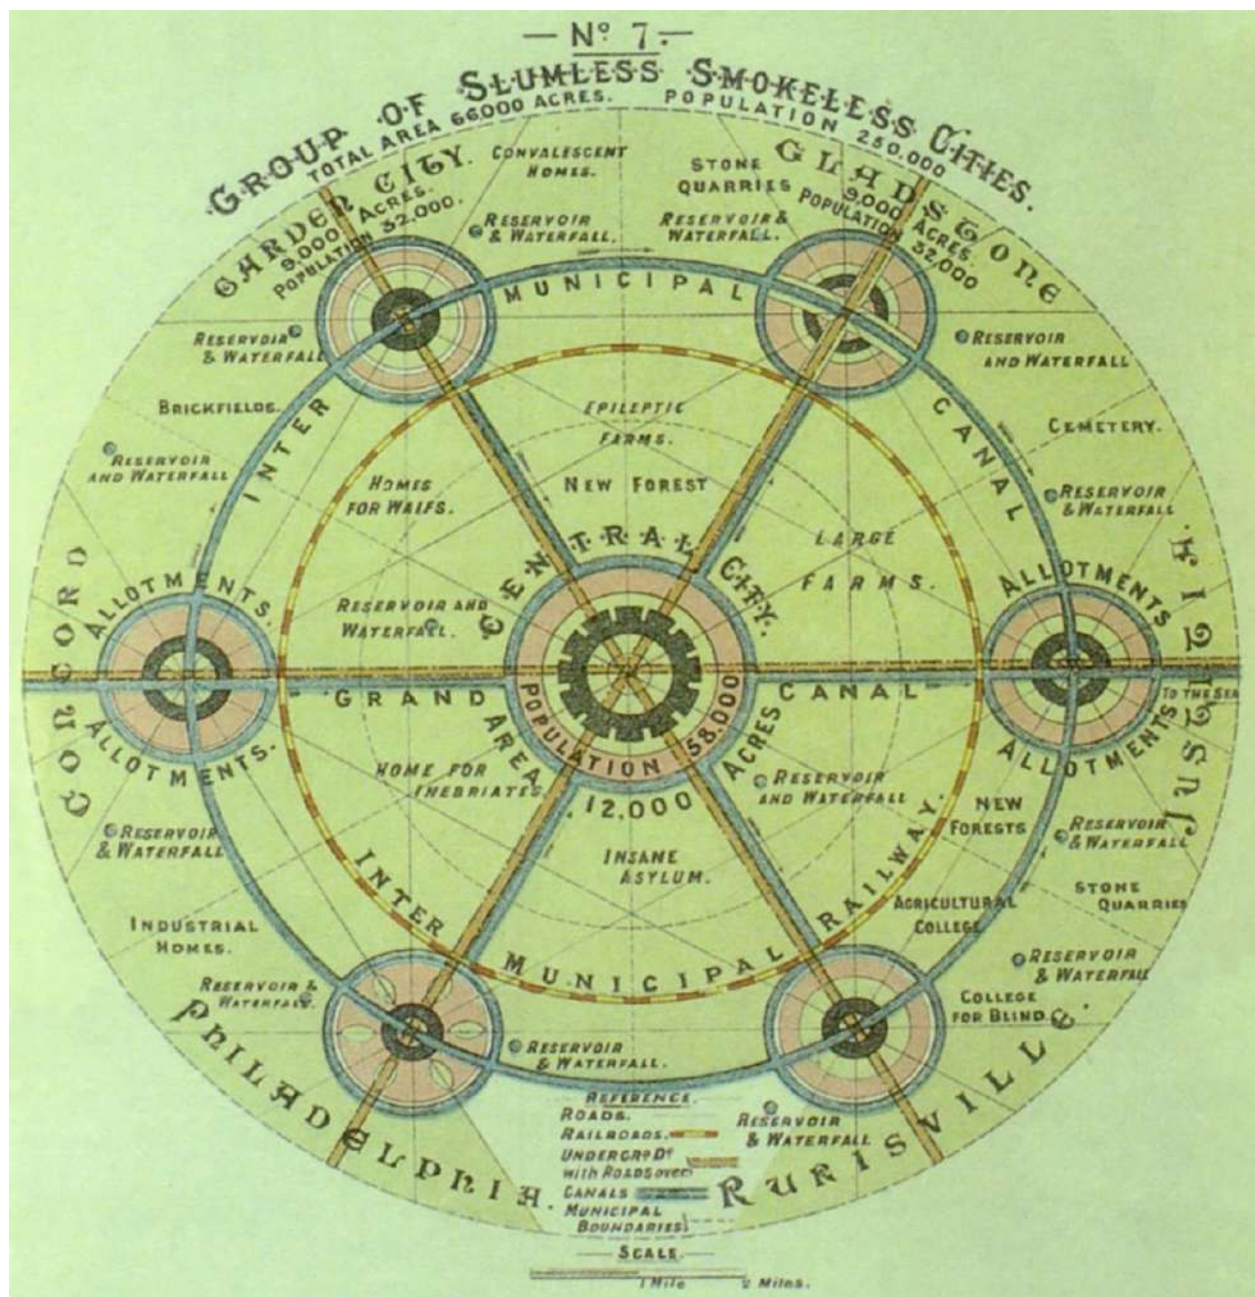 — Nº 7. —
GROUP OF SLUMLESS SMOKELESS CITIES.
TOTAL AREA 66000 ACRES. POPULATION 250.000
GARDEN CITY.
9,000 ACRES.
POPULATION 32.000.
CONVALESCENT
HOMES.
STONE
QUARRIES
GLADSTONE
9,000 ACRES.
POPULATION 32,000
RESERVOIR
& WATERFALL.
RESERVOIR &
WATERFALL.
INTER MUNICIPAL CANAL
RESERVOIR
& WATERFALL
RESERVOIR
AND WATERFALL
BRICKFIELDS.
EPILEPTIC
FARMS.
CEMETERY.
RESERVOIR
AND WATERFALL
HOMES
FOR WAIFS.
NEW FOREST
RESERVOIR
& WATERFALL
LARGE
FARMS.
CENTRAL CITY.
CONCORD
ALLOTMENTS.
RESERVOIR AND
WATERFALL.
ALLOTMENTS
JUSTITIA.
GRAND CANAL
TO THE SEA
POPULATION 58.000
AREA 12.000 ACRES
ALLOTMENTS.
ALLOTMENTS
HOME FOR
INEBRIATES.
RESERVOIR
AND WATERFALL
NEW
FORESTS
RESERVOIR
& WATERFALL
RESERVOIR
& WATERFALL
INSANE
ASYLUM.
STONE
QUARRIES
AGRICULTURAL
COLLEGE
INTER MUNICIPAL RAILWAY.
INDUSTRIAL
HOMES.
RESERVOIR
& WATERFALL
RESERVOIR &
WATERFALL.
COLLEGE
FOR BLIND.
RESERVOIR
& WATERFALL.
PHILADELPHIA.
RURISVILLE.
REFERENCE
ROADS.
RAILROADS.
UNDERGRD Dº
WITH ROADS OVER
CANALS
MUNICIPAL
BOUNDARIES
RESERVOIR
& WATERFALL
— SCALE. —
1 Mile 2 Miles.